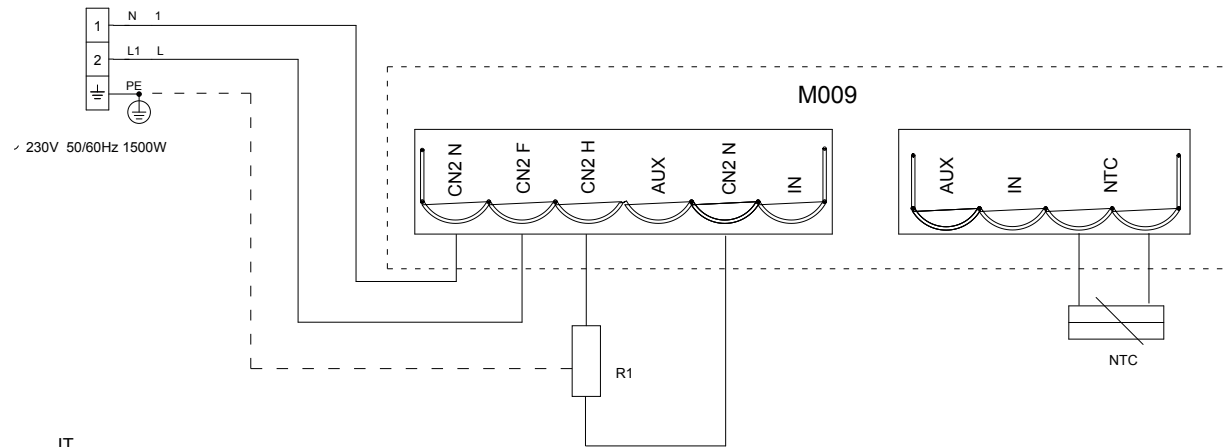 1 N 1
2 L1 L
PE
230V 50/60Hz 1500W
M009
CN2 N CN2 F CN2 H AUX CN2 N IN
AUX IN NTC
R1
NTC
IT